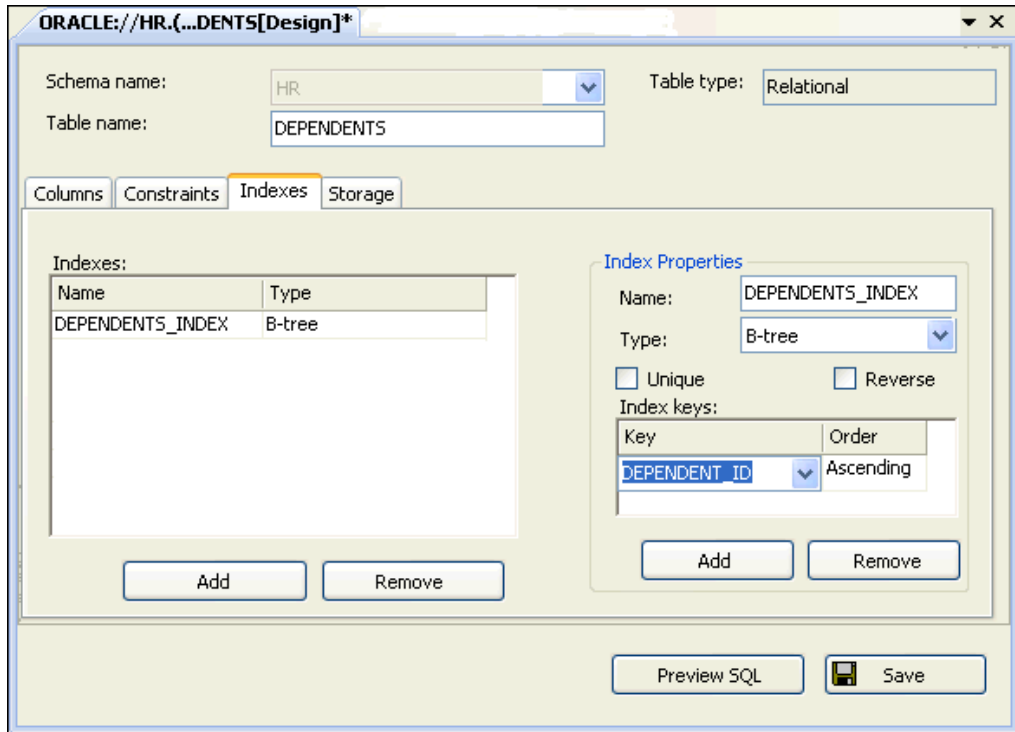 ORACLE://HR.(...DENTS[Design]*
Schema name: HR Table type: Relational
Table name: DEPENDENTS
Columns Constraints Indexes Storage
Indexes:
Name Type
DEPENDENTS_INDEX B-tree
Add Remove
Index Properties
Name: DEPENDENTS_INDEX
Type: B-tree
Unique Reverse
Index keys:
Key Order
DEPENDENT_ID Ascending
Add Remove
Preview SQL Save